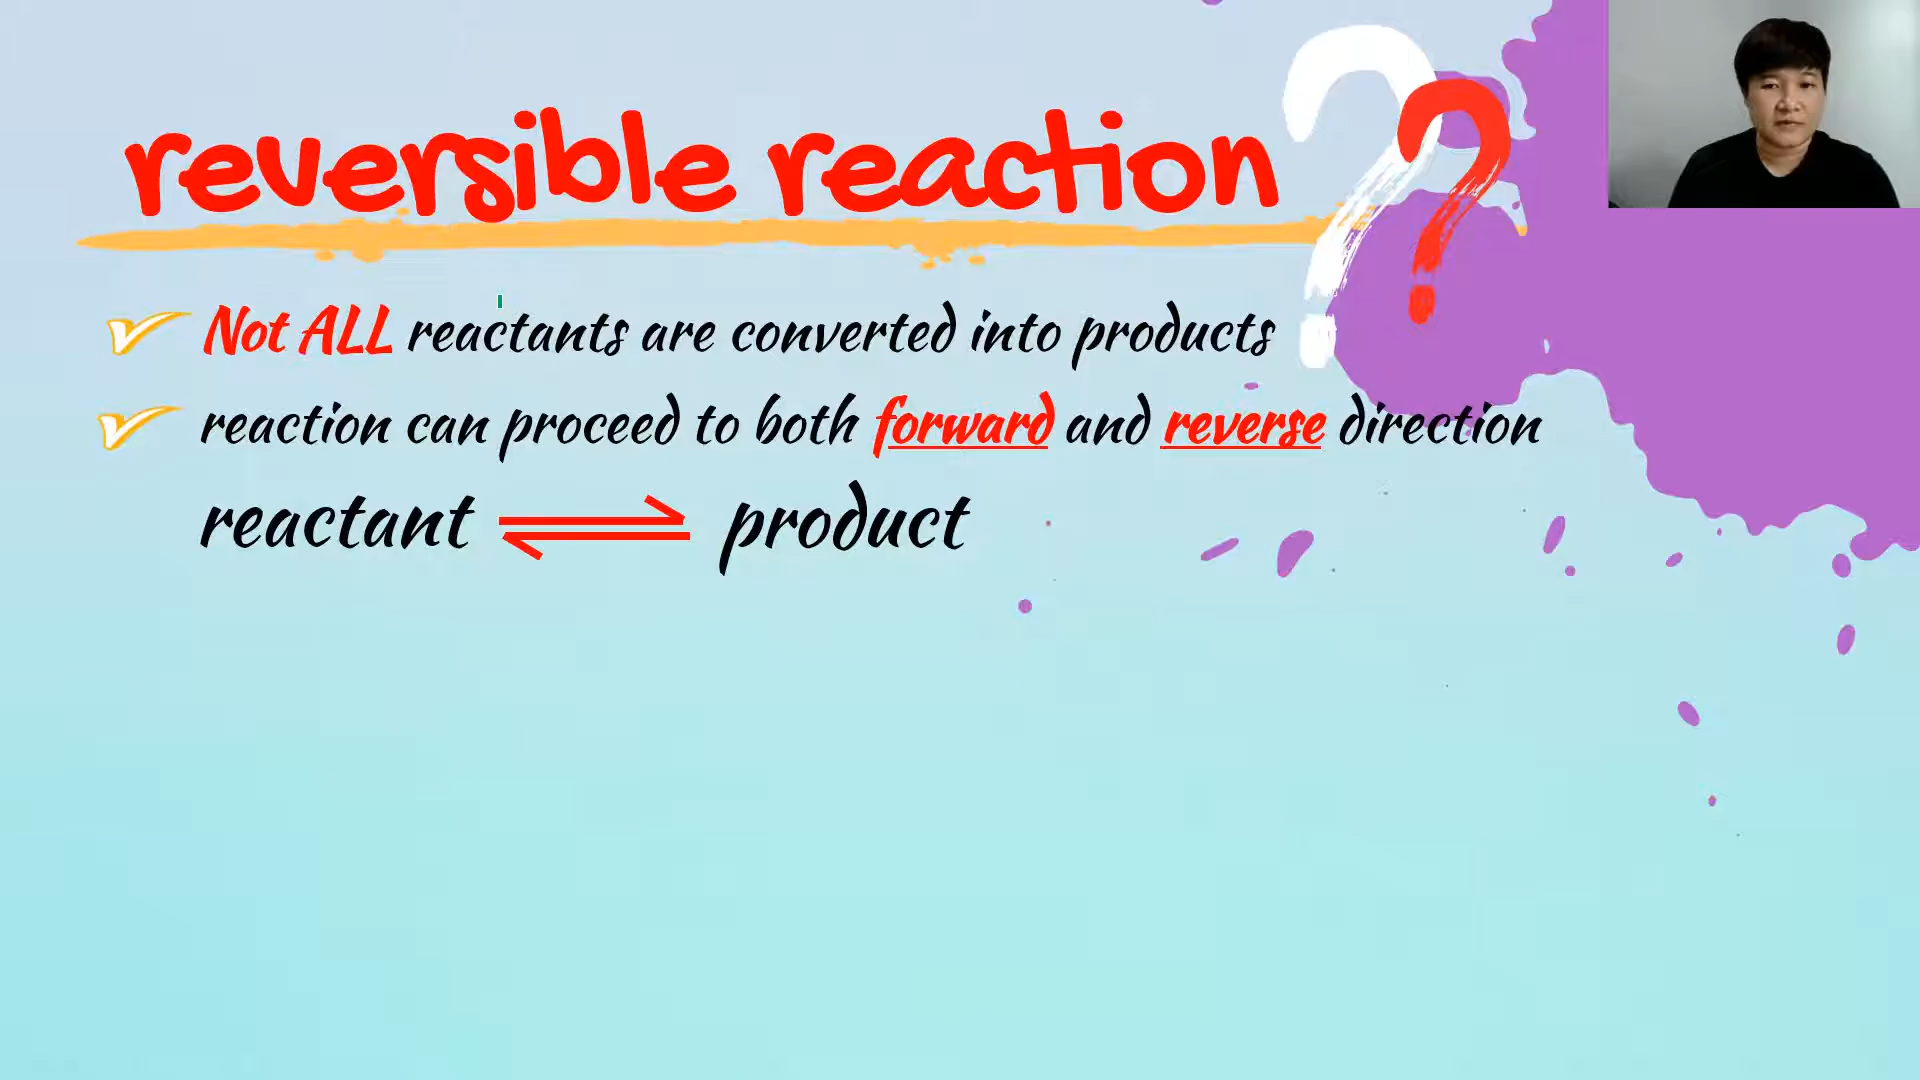 reversible reaction ??
Not ALL reactants are converted into products
reaction can proceed to both forward and reverse direction
reactant ⇌ product